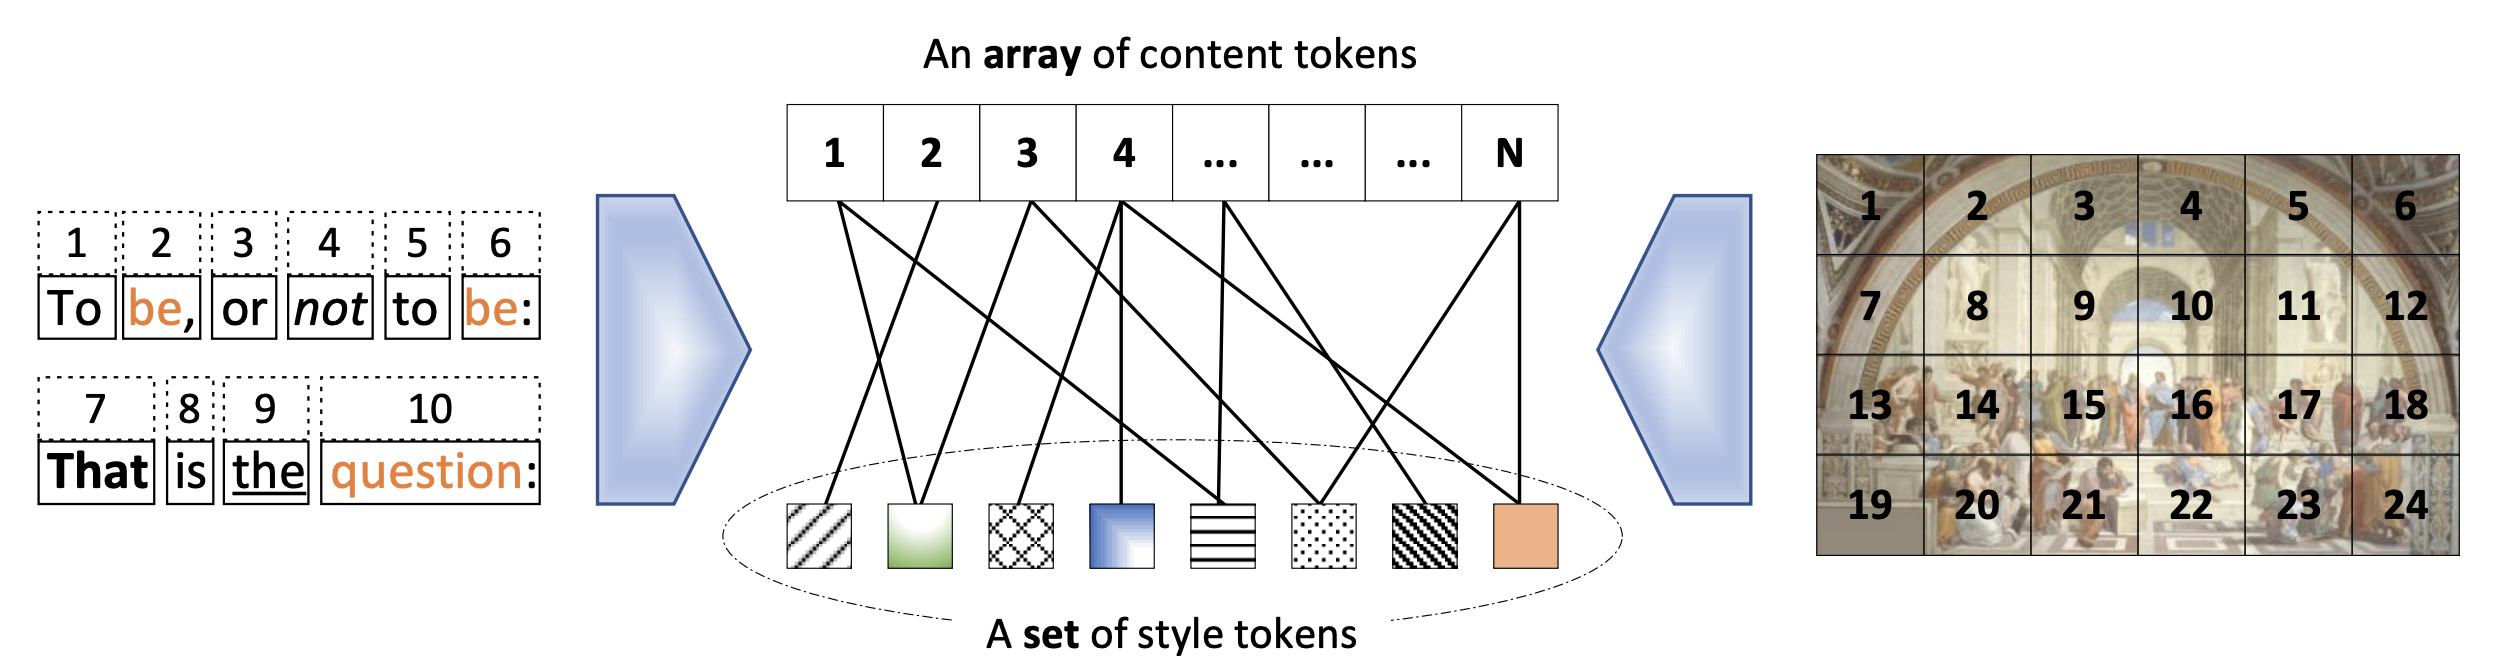 An array of content tokens
1 2 3 4 ... ... ... N
1 2 3 4 5 6
To be, or not to be:
7 8 9 10
That is the question:
1 2 3 4 5 6
7 8 9 10 11 12
13 14 15 16 17 18
19 20 21 22 23 24
A set of style tokens